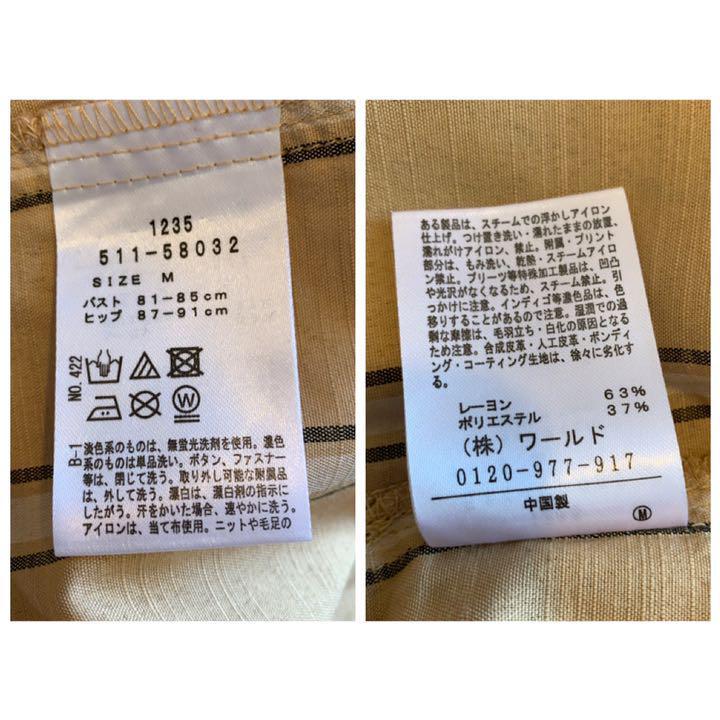 1235
511-58032
SIZE M
バスト 81-85cm
ヒップ 87-91cm
NO.422
W
B-1
淡色系のものは、無蛍光洗剤を使用。濃色
系のものは単品洗い。ボタン、ファスナー
等は、閉じて洗う。取り外し可能な附属品
は、外して洗う。漂白は、漂白剤の指示に
したがう。汗をかいた場合、速やかに洗う。
アイロンは、当て布使用。ニットや毛足の
ある製品は、スチームでの浮かしアイロン
仕上げ。つけ置き洗い・濡れたままの放置、
濡れがけアイロン、禁止。附属・プリント
部分は、もみ洗い、乾熱・スチームアイロ
ン禁止。プリーツ等特殊加工製品は、凹凸
や光沢がなくなるため、スチーム禁止。引
っかけに注意。インディゴ等濃色品は、色
移りすることがあるので注意。湿潤での過
剰な摩擦は、毛羽立ち・白化の原因となる
ため注意。合成皮革・人工皮革・ボンディ
ング・コーティング生地は、徐々に劣化す
る。
レーヨン 63%
ポリエステル 37%
(株) ワールド
0120-977-917
中国製
M